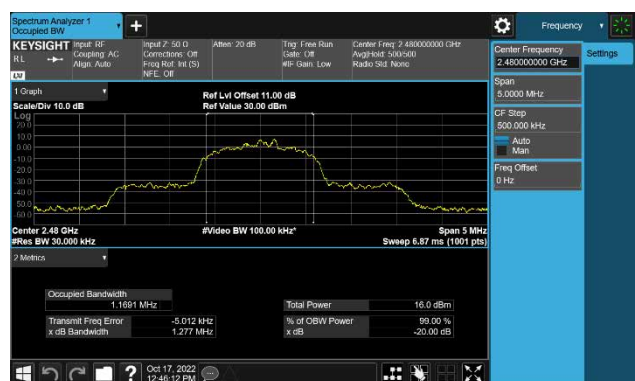 Spectrum Analyzer 1
Occupied BW
+
Frequency
KEYSIGHT
RL
LXI
Input: RF
Coupling: AC
Align: Auto
Input Z: 50 Ω
Corrections: Off
Freq Ref: Int (S)
NFE: Off
Atten: 20 dB
Trig: Free Run
Gate: Off
#IF Gain: Low
Center Freq: 2.480000000 GHz
Avg|Hold: 500/500
Radio Std: None
Center Frequency
2.480000000 GHz
Settings
Span
5.0000 MHz
CF Step
500.000 kHz
Auto
Man
Freq Offset
0 Hz
1 Graph
Scale/Div 10.0 dB
Ref Lvl Offset 11.00 dB
Ref Value 30.00 dBm
Log
20.0
10.0
0.00
-10.0
-20.0
-30.0
-40.0
-50.0
-60.0
Center 2.48 GHz
#Video BW 100.00 kHz*
Span 5 MHz
#Res BW 30.000 kHz
Sweep 6.87 ms (1001 pts)
2 Metrics
Occupied Bandwidth
1.1691 MHz
Total Power 16.0 dBm
Transmit Freq Error -5.012 kHz
% of OBW Power 99.00 %
x dB Bandwidth 1.277 MHz
x dB -20.00 dB
?
Oct 17, 2022
12:46:12 PM